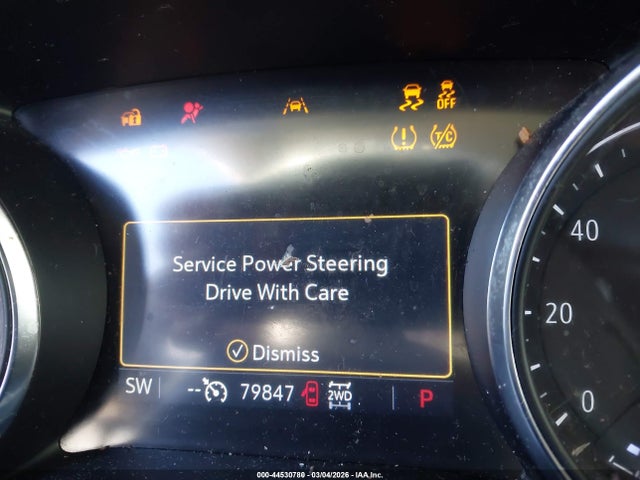 OFF
T/C
Service Power Steering
Drive With Care
Dismiss
SW -- 79847 2WD P
40
20
0
000-44530780 | 03/04/2026 | IAA, Inc.